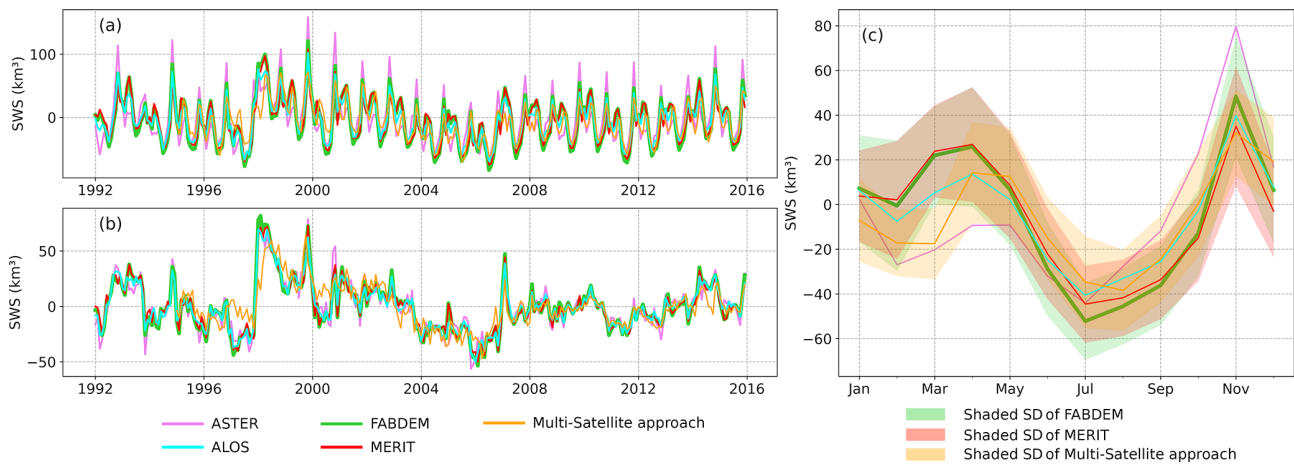 (a)
SWS (km³)
100
0
1992 1996 2000 2004 2008 2012 2016
(b)
SWS (km³)
50
0
−50
1992 1996 2000 2004 2008 2012 2016
ASTER FABDEM Multi-Satellite approach
ALOS MERIT
(c)
SWS (km³)
80
60
40
20
0
−20
−40
−60
Jan Mar May Jul Sep Nov
Shaded SD of FABDEM
Shaded SD of MERIT
Shaded SD of Multi-Satellite approach